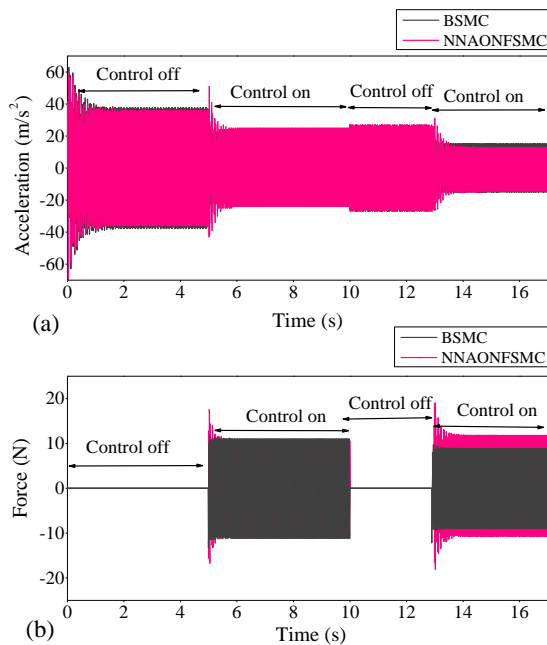 BSMC
NNAONFSMC
Control off
Control on
Control off
Control on
Acceleration (m/s²)
60
40
20
0
-20
-40
-60
0 2 4 6 8 10 12 14 16
Time (s)
(a)
BSMC
NNAONFSMC
Control off
Control on
Control off
Control on
Force (N)
20
10
0
-10
-20
0 2 4 6 8 10 12 14 16
Time (s)
(b)